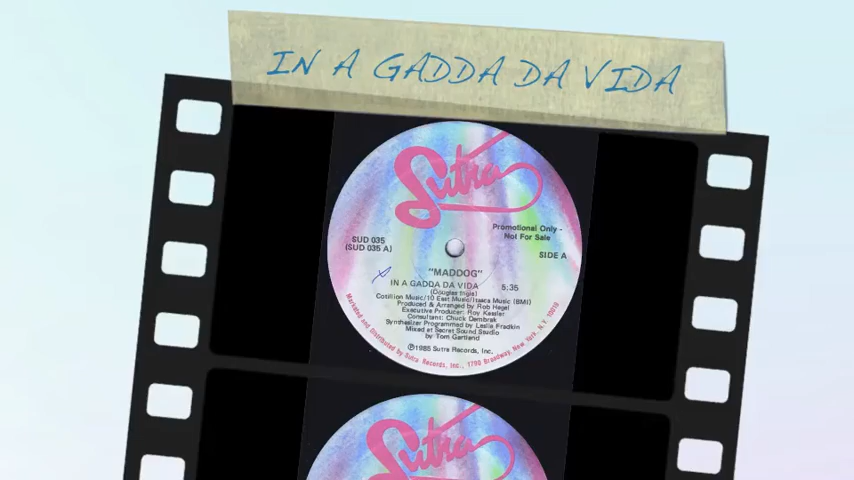 IN A GADDA DA VIDA
Sutra
Promotional Only -
Not For Sale
SUD 035
(SUD 035 A)
SIDE A
"MADDOG"
IN A GADDA DA VIDA 5:35
(Douglas Ingle)
Cotillion Music/10 East Music/Itasca Music (BMI)
Produced & Arranged by Rob Hegel
Executive Producer: Roy Kessler
Consultant: Chuck Dembrak
Synthesizer Programmed by Leslie Fradkin
Mixed at Secret Sound Studio
by Tom Gartland
℗1985 Sutra Records, Inc.
Marketed and Distributed by Sutra Records, Inc., 1790 Broadway, New York, N.Y. 10019
Sutra